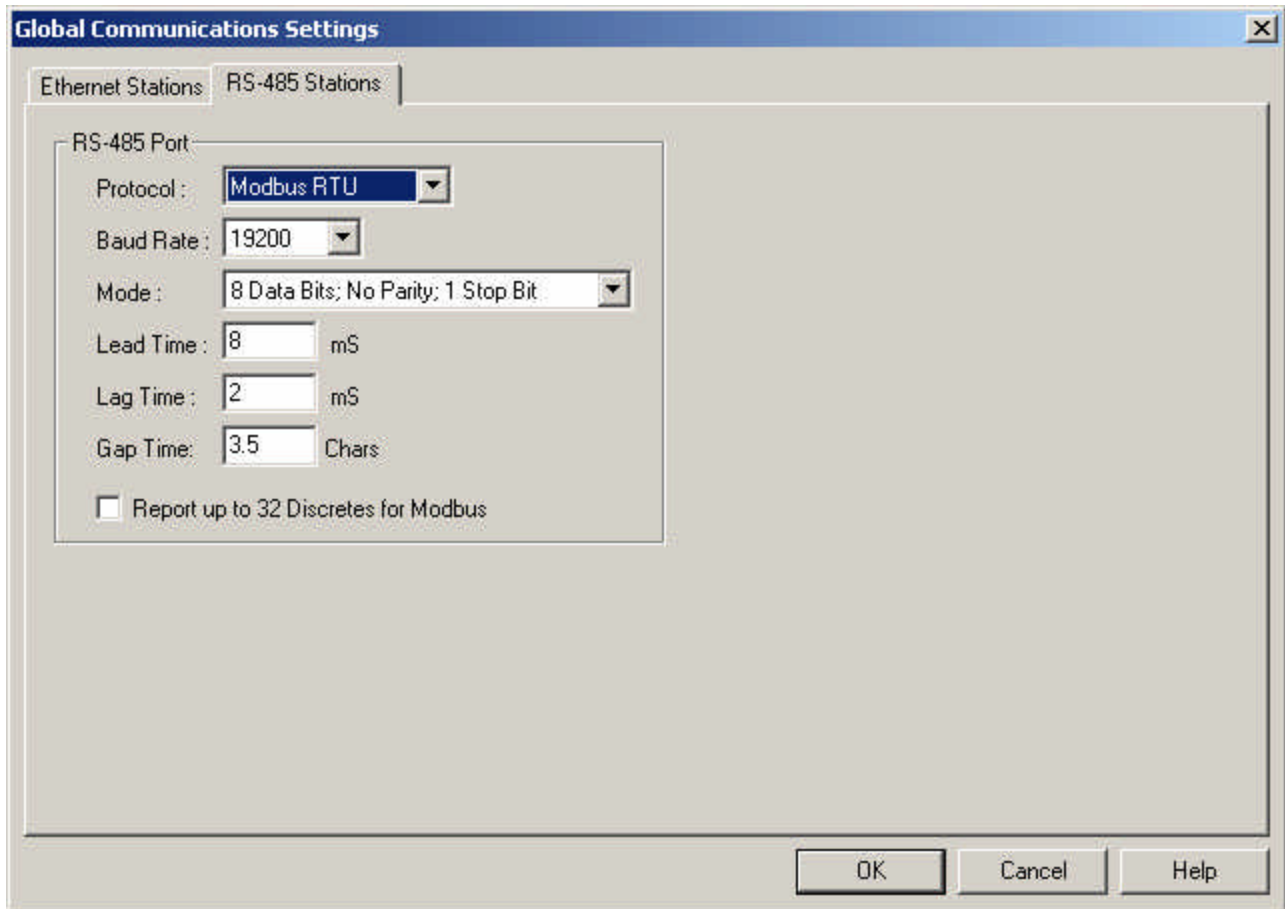 Global Communications Settings
Ethernet Stations RS-485 Stations
RS-485 Port
Protocol : Modbus RTU
Baud Rate : 19200
Mode : 8 Data Bits; No Parity; 1 Stop Bit
Lead Time : 8 mS
Lag Time : 2 mS
Gap Time: 3.5 Chars
Report up to 32 Discretes for Modbus
OK Cancel Help